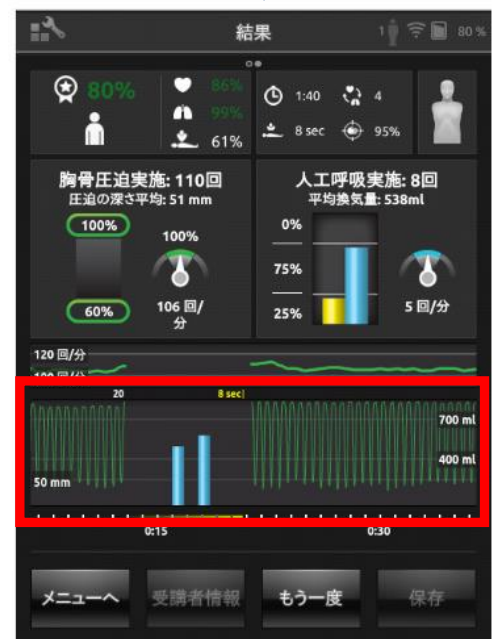 結果
1
80 %
80%
86%
99%
61%
1:40
4
8 sec
95%
胸骨圧迫実施: 110回
圧迫の深さ平均: 51 mm
100%
60%
100%
106 回/
分
人工呼吸実施: 8回
平均換気量: 538ml
0%
75%
25%
5 回/分
120 回/分
100 回/分
20
8 sec
700 ml
400 ml
50 mm
0:15
0:30
メニューへ
受講者情報
もう一度
保存